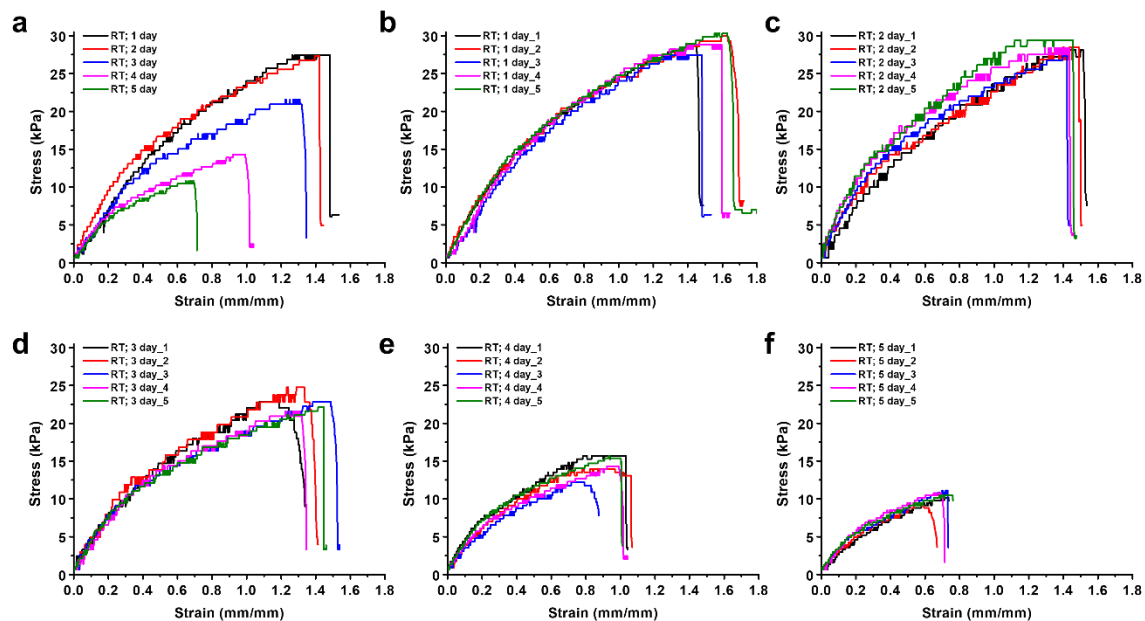 a
RT; 1 day
RT; 2 day
RT; 3 day
RT; 4 day
RT; 5 day
30
25
20
15
10
5
0
Stress (kPa)
0.0 0.2 0.4 0.6 0.8 1.0 1.2 1.4 1.6 1.8
Strain (mm/mm)
b
RT; 1 day_1
RT; 1 day_2
RT; 1 day_3
RT; 1 day_4
RT; 1 day_5
30
25
20
15
10
5
0
Stress (kPa)
0.0 0.2 0.4 0.6 0.8 1.0 1.2 1.4 1.6 1.8
Strain (mm/mm)
c
RT; 2 day_1
RT; 2 day_2
RT; 2 day_3
RT; 2 day_4
RT; 2 day_5
30
25
20
15
10
5
0
Stress (kPa)
0.0 0.2 0.4 0.6 0.8 1.0 1.2 1.4 1.6 1.8
Strain (mm/mm)
d
RT; 3 day_1
RT; 3 day_2
RT; 3 day_3
RT; 3 day_4
RT; 3 day_5
30
25
20
15
10
5
0
Stress (kPa)
0.0 0.2 0.4 0.6 0.8 1.0 1.2 1.4 1.6 1.8
Strain (mm/mm)
e
RT; 4 day_1
RT; 4 day_2
RT; 4 day_3
RT; 4 day_4
RT; 4 day_5
30
25
20
15
10
5
0
Stress (kPa)
0.0 0.2 0.4 0.6 0.8 1.0 1.2 1.4 1.6 1.8
Strain (mm/mm)
f
RT; 5 day_1
RT; 5 day_2
RT; 5 day_3
RT; 5 day_4
RT; 5 day_5
30
25
20
15
10
5
0
Stress (kPa)
0.0 0.2 0.4 0.6 0.8 1.0 1.2 1.4 1.6 1.8
Strain (mm/mm)